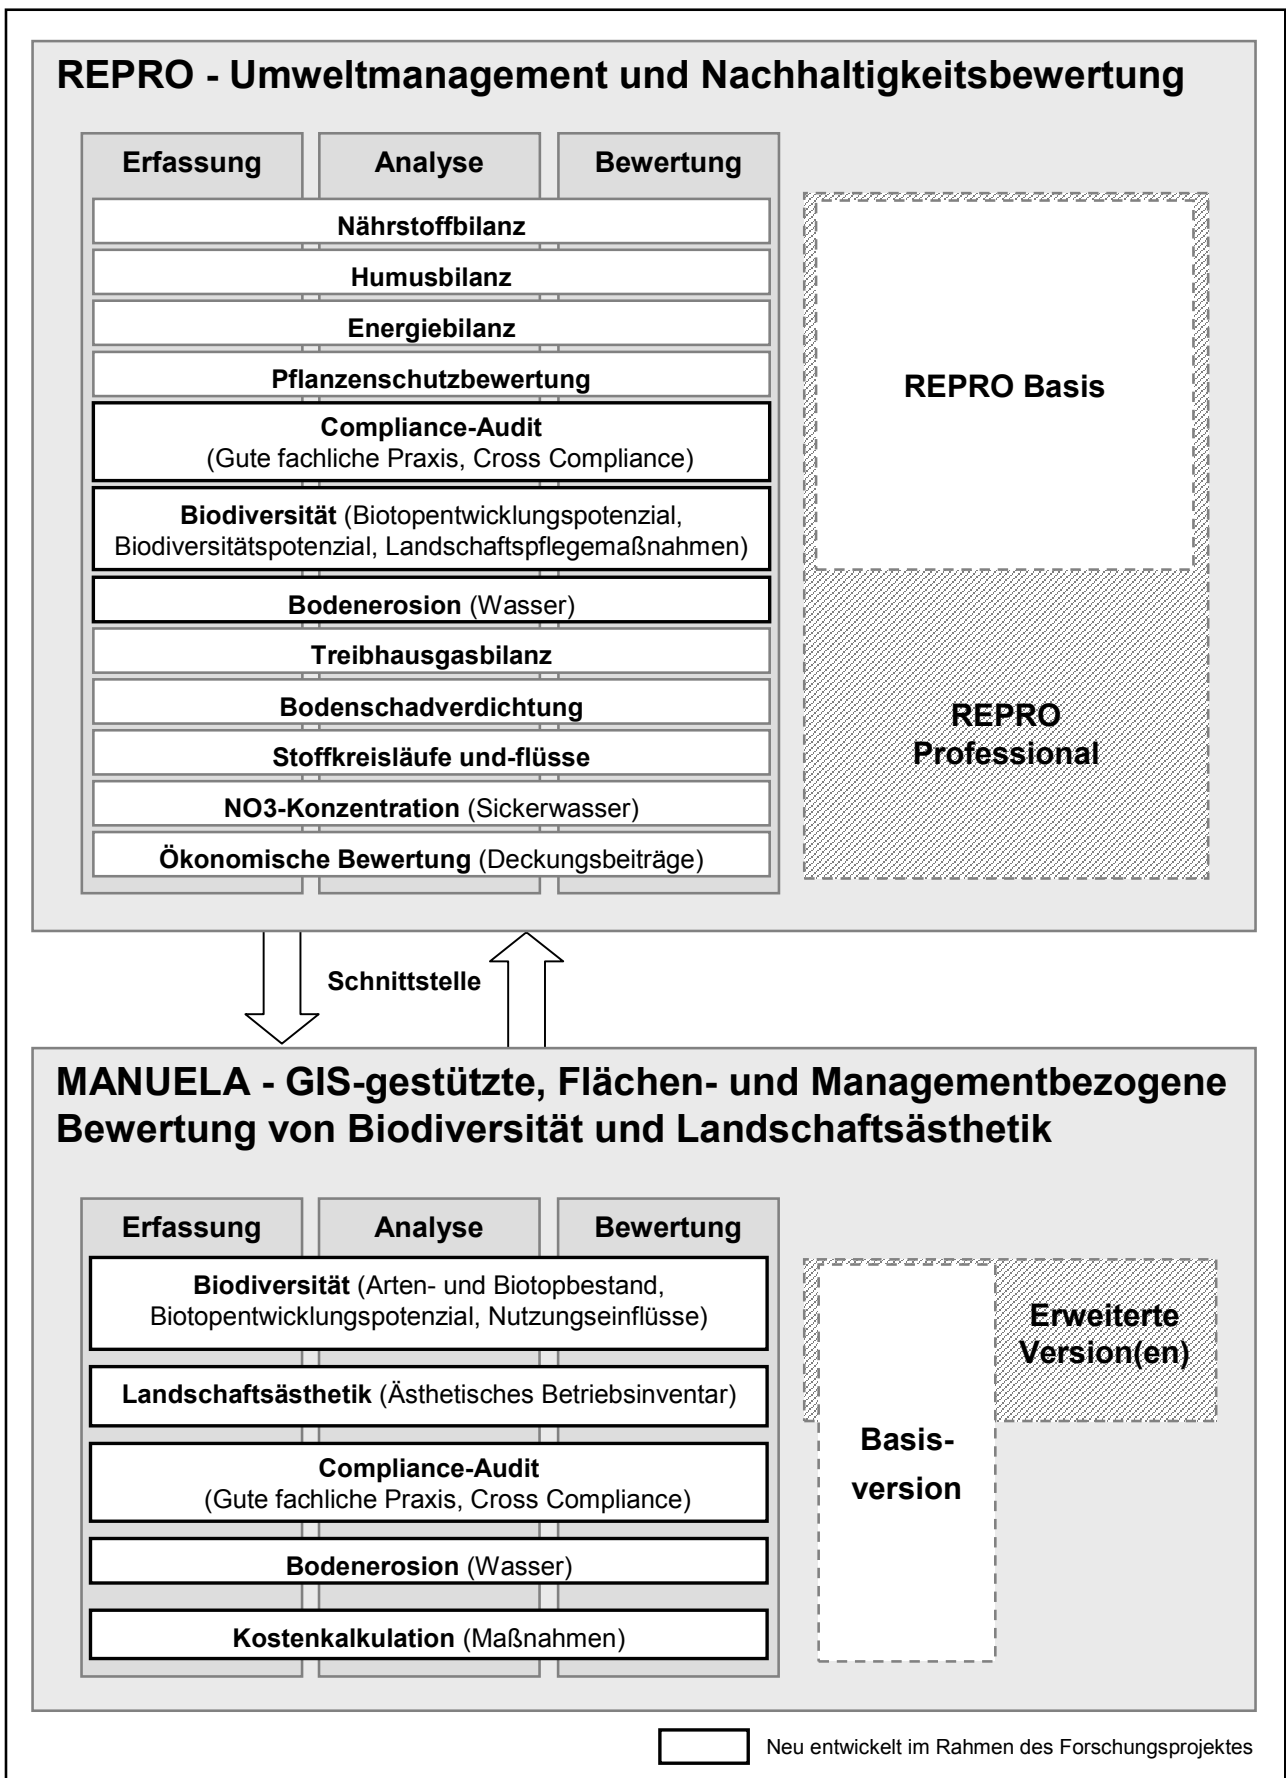 REPRO - Umweltmanagement und Nachhaltigkeitsbewertung
Erfassung
Analyse
Bewertung
Nährstoffbilanz
Humusbilanz
Energiebilanz
Pflanzenschutzbewertung
Compliance-Audit
(Gute fachliche Praxis, Cross Compliance)
Biodiversität (Biotopentwicklungspotenzial,
Biodiversitätspotenzial, Landschaftspflegemaßnahmen)
Bodenerosion (Wasser)
Treibhausgasbilanz
Bodenschadverdichtung
Stoffkreisläufe und-flüsse
NO3-Konzentration (Sickerwasser)
Ökonomische Bewertung (Deckungsbeiträge)
REPRO Basis
REPRO
Professional
Schnittstelle
MANUELA - GIS-gestützte, Flächen- und Managementbezogene
Bewertung von Biodiversität und Landschaftsästhetik
Erfassung
Analyse
Bewertung
Biodiversität (Arten- und Biotopbestand,
Biotopentwicklungspotenzial, Nutzungseinflüsse)
Landschaftsästhetik (Ästhetisches Betriebsinventar)
Compliance-Audit
(Gute fachliche Praxis, Cross Compliance)
Bodenerosion (Wasser)
Kostenkalkulation (Maßnahmen)
Erweiterte
Version(en)
Basis-
version
Neu entwickelt im Rahmen des Forschungsprojektes